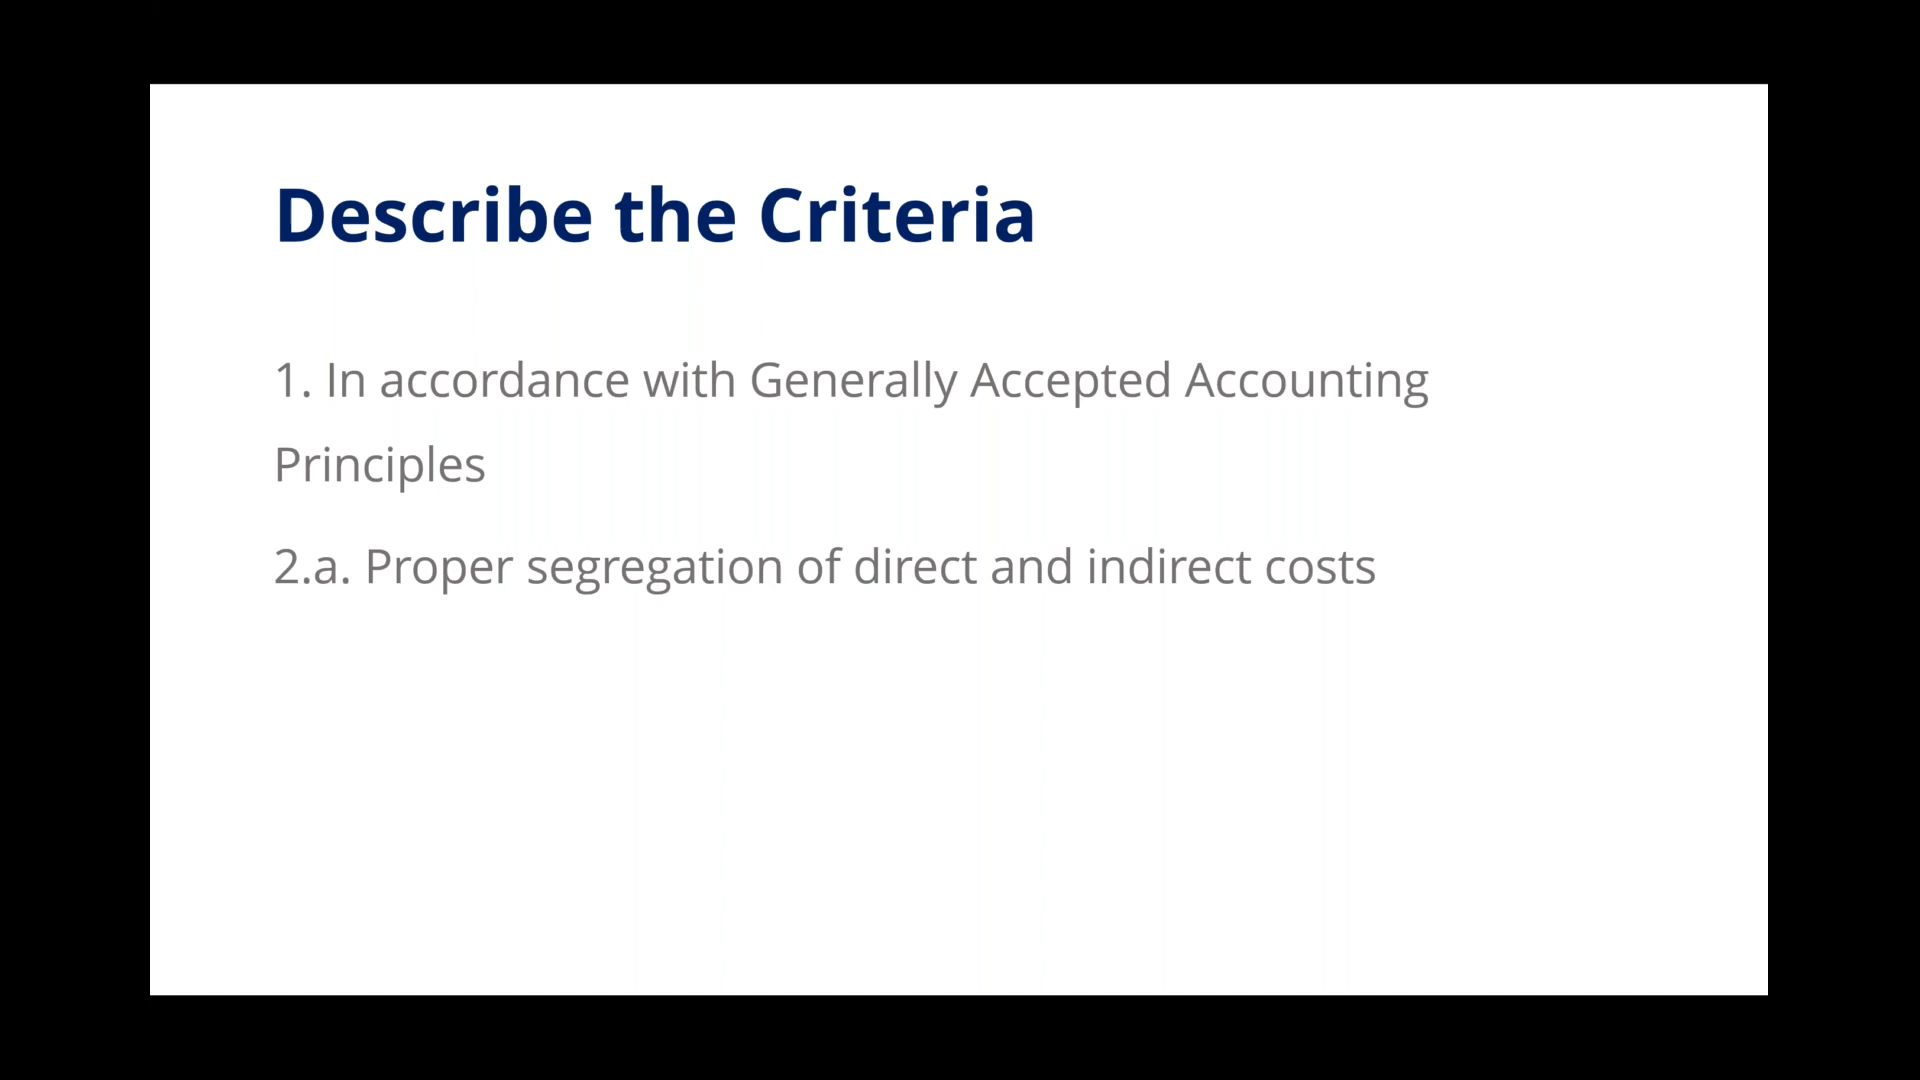 Describe the Criteria
1. In accordance with Generally Accepted Accounting
Principles
2.a. Proper segregation of direct and indirect costs